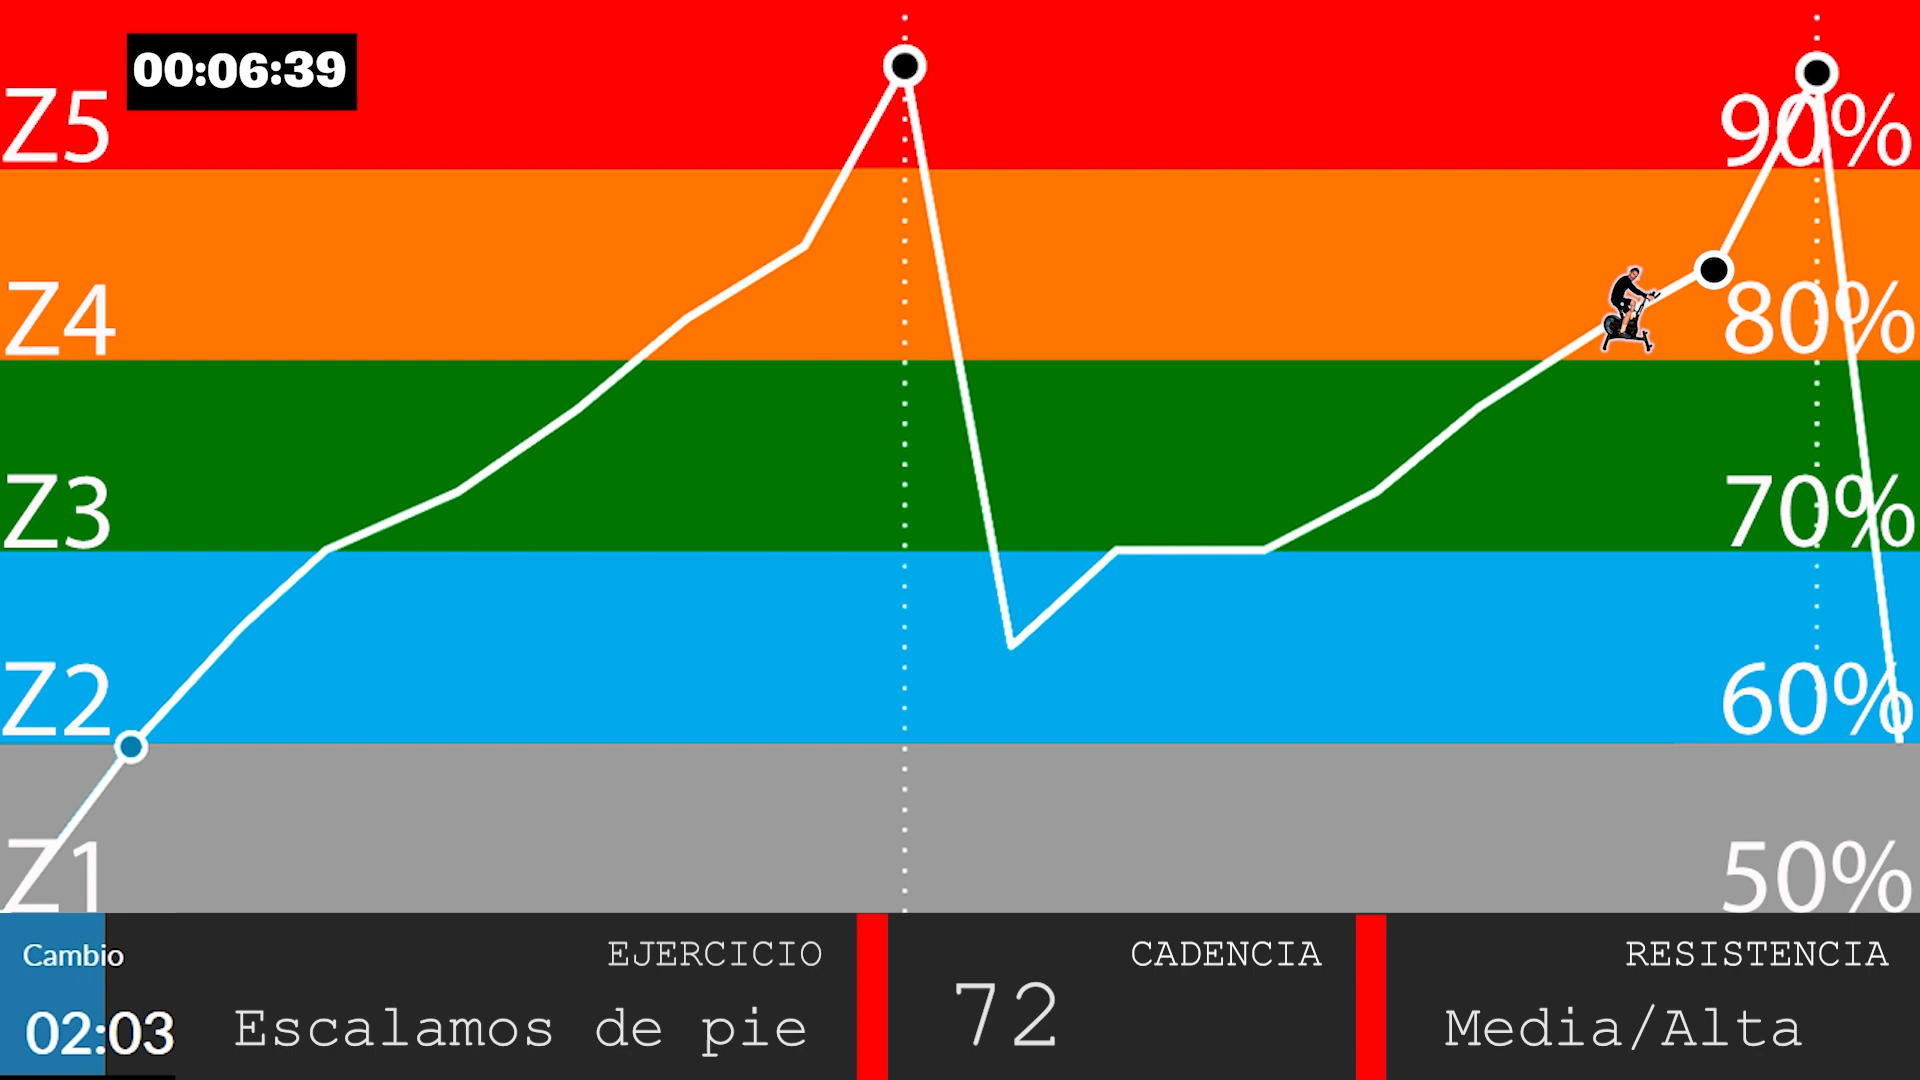 00:06:39
Z5
90%
Z4
80%
Z3
70%
Z2
60%
Z1
50%
Cambio
02:03
EJERCICIO
Escalamos de pie
CADENCIA
72
RESISTENCIA
Media/Alta